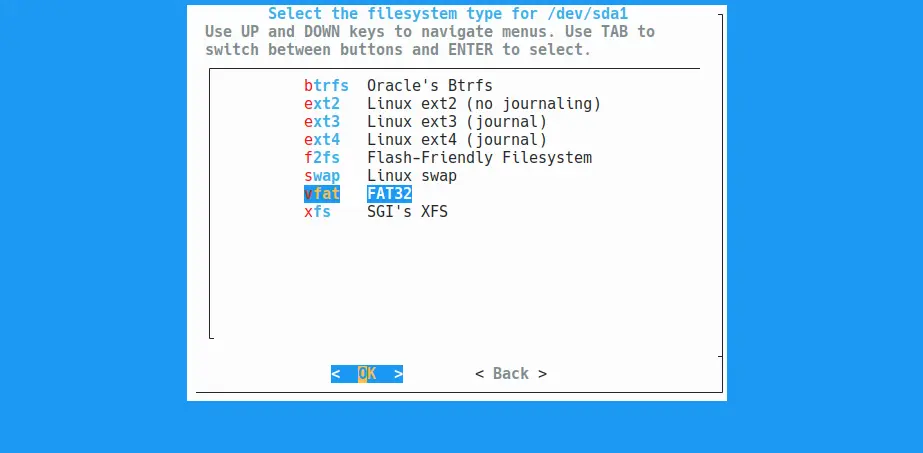 Select the filesystem type for /dev/sda1
Use UP and DOWN keys to navigate menus. Use TAB to
switch between buttons and ENTER to select.
btrfs Oracle's Btrfs
ext2 Linux ext2 (no journaling)
ext3 Linux ext3 (journal)
ext4 Linux ext4 (journal)
f2fs Flash-Friendly Filesystem
swap Linux swap
vfat FAT32
xfs SGI's XFS
< OK > < Back >